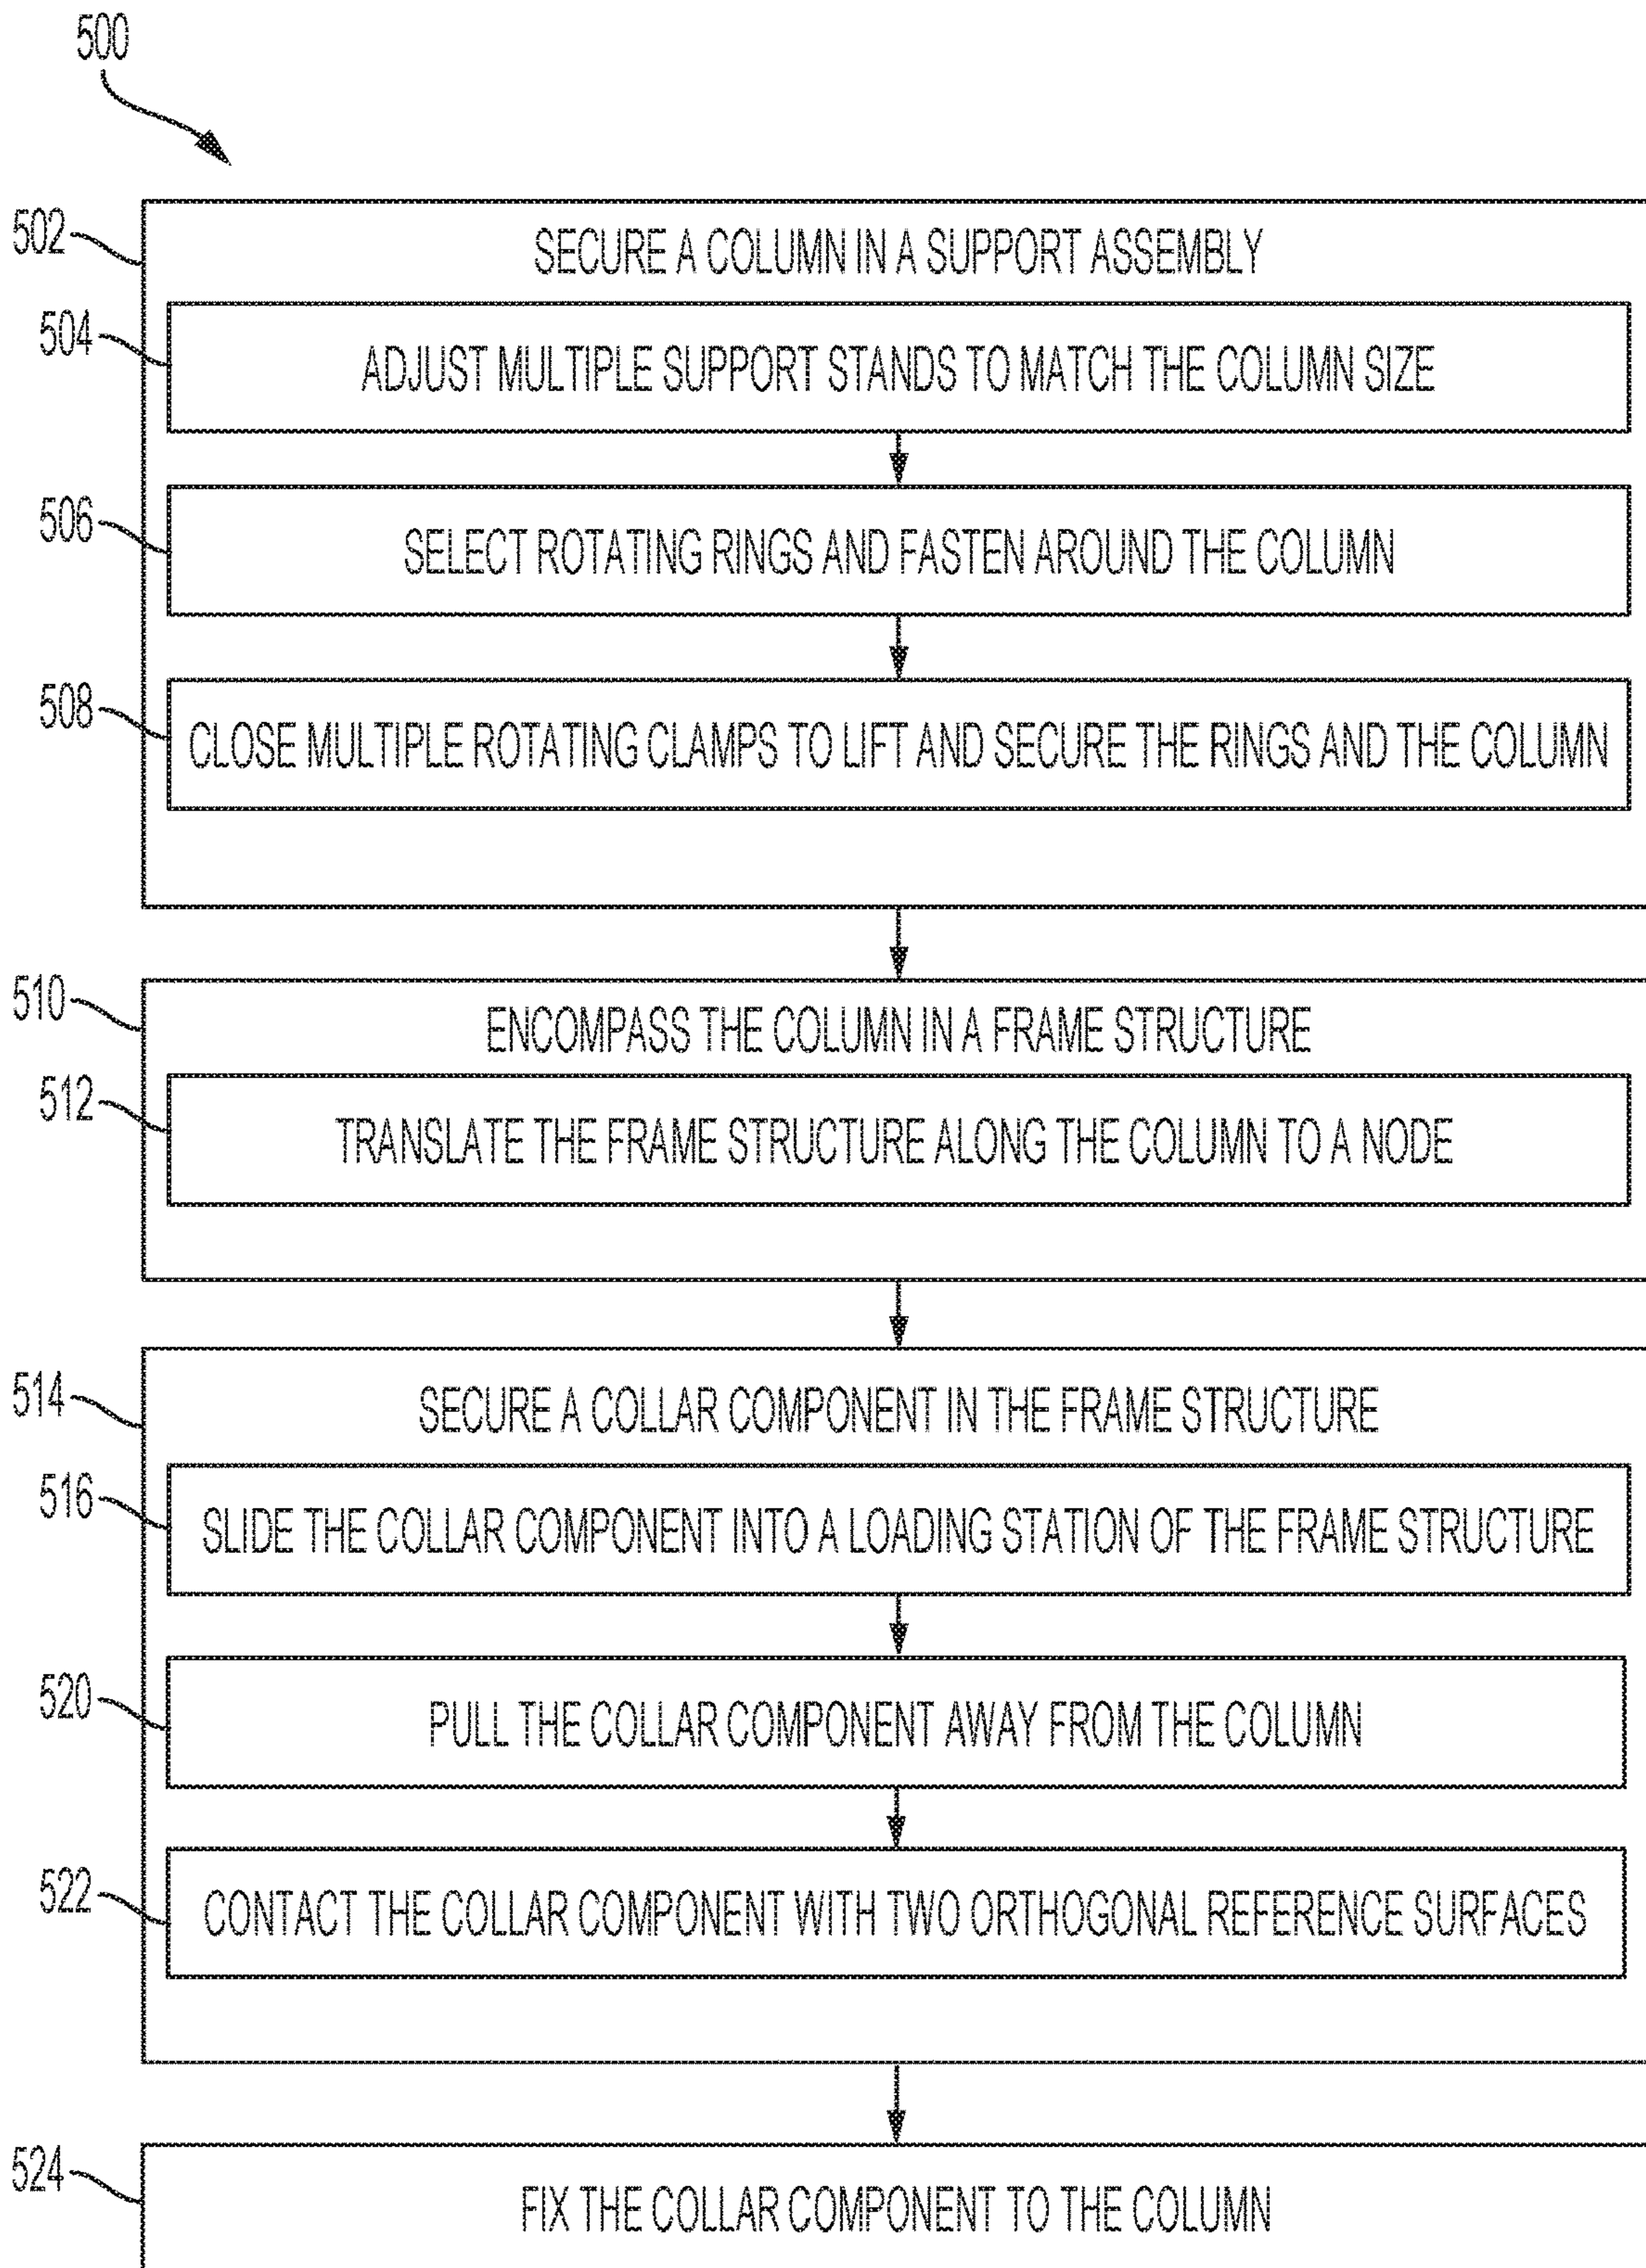 500
502
SECURE A COLUMN IN A SUPPORT ASSEMBLY
504
ADJUST MULTIPLE SUPPORT STANDS TO MATCH THE COLUMN SIZE
506
SELECT ROTATING RINGS AND FASTEN AROUND THE COLUMN
508
CLOSE MULTIPLE ROTATING CLAMPS TO LIFT AND SECURE THE RINGS AND THE COLUMN
510
ENCOMPASS THE COLUMN IN A FRAME STRUCTURE
512
TRANSLATE THE FRAME STRUCTURE ALONG THE COLUMN TO A NODE
514
SECURE A COLLAR COMPONENT IN THE FRAME STRUCTURE
516
SLIDE THE COLLAR COMPONENT INTO A LOADING STATION OF THE FRAME STRUCTURE
520
PULL THE COLLAR COMPONENT AWAY FROM THE COLUMN
522
CONTACT THE COLLAR COMPONENT WITH TWO ORTHOGONAL REFERENCE SURFACES
524
FIX THE COLLAR COMPONENT TO THE COLUMN